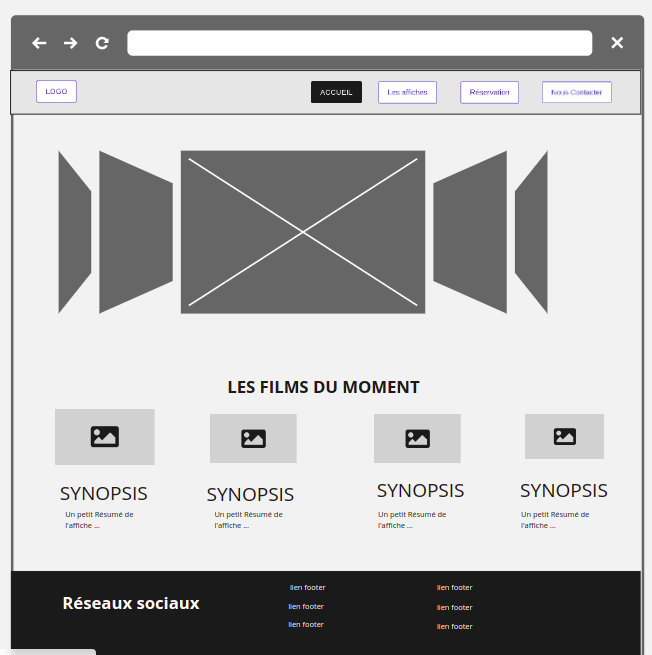 LOGO
ACCUEIL
Les affiches
Réservation
Nous Contacter
LES FILMS DU MOMENT
SYNOPSIS
Un petit Résumé de
l'affiche ...
SYNOPSIS
Un petit Résumé de
l'affiche ...
SYNOPSIS
Un petit Résumé de
l'affiche ...
SYNOPSIS
Un petit Résumé de
l'affiche ...
Réseaux sociaux
lien footer
lien footer
lien footer
lien footer
lien footer
lien footer